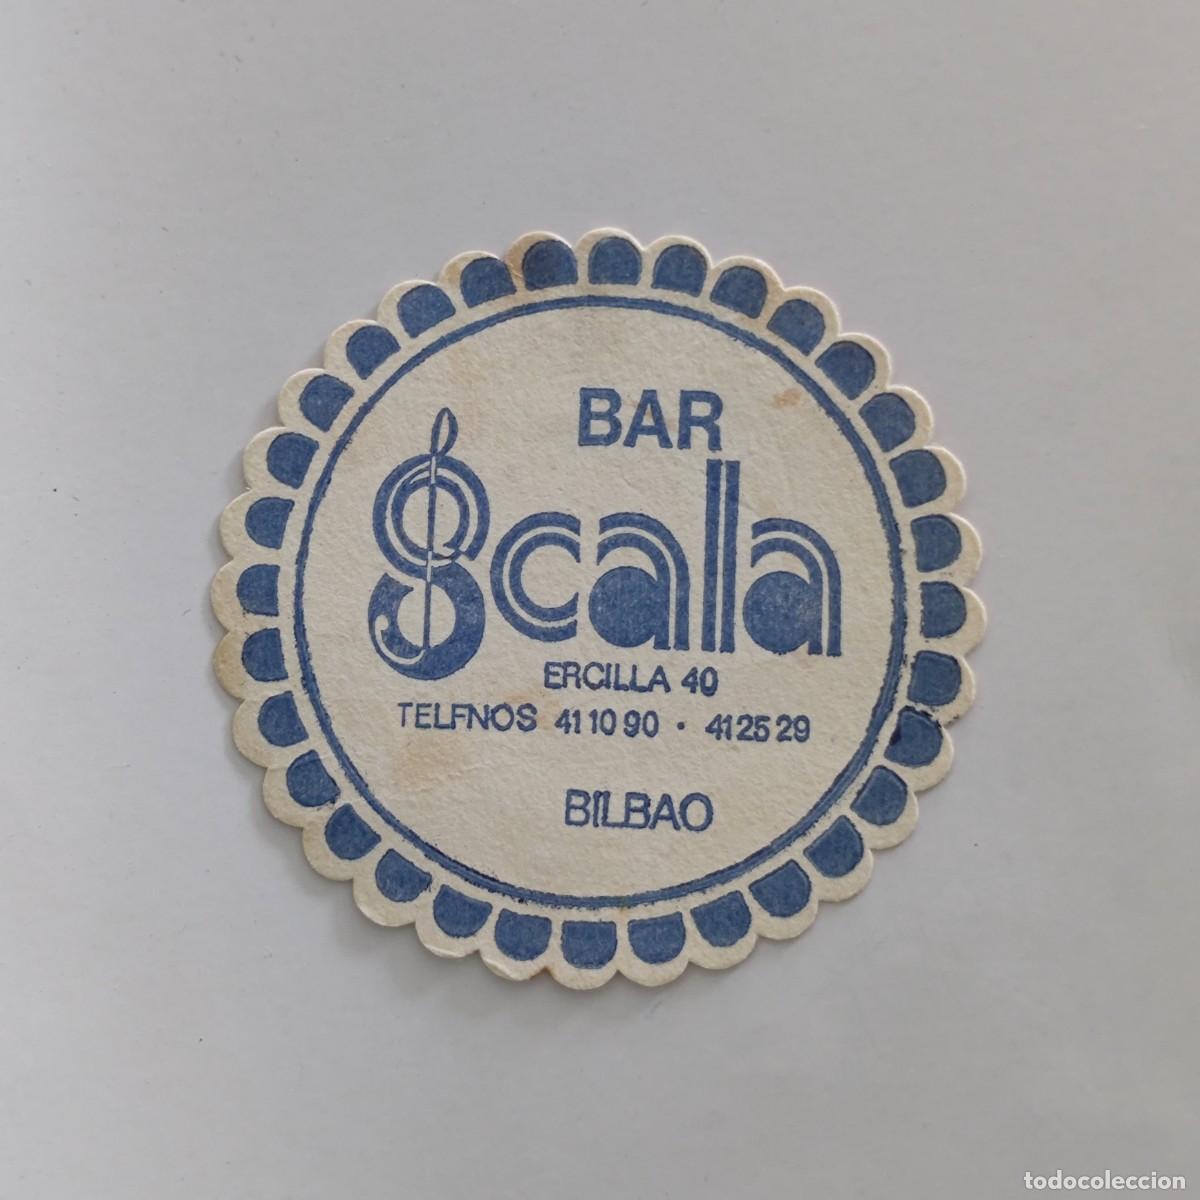 BAR
Scala
ERCILLA 40
TELFNOS 41 10 90 · 41 25 29
BILBAO
todocoleccion